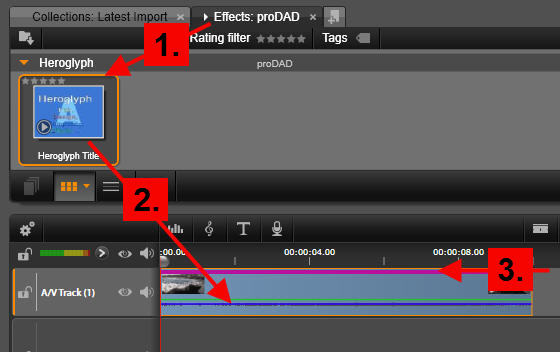 Collections: Latest Import
Effects: proDAD
Rating filter
Tags
1.
Heroglyph
proDAD
Heroglyph
A
Heroglyph Title
2.
:00.00
00:00:04.00
00:00:08.00
3.
A/V Track (1)